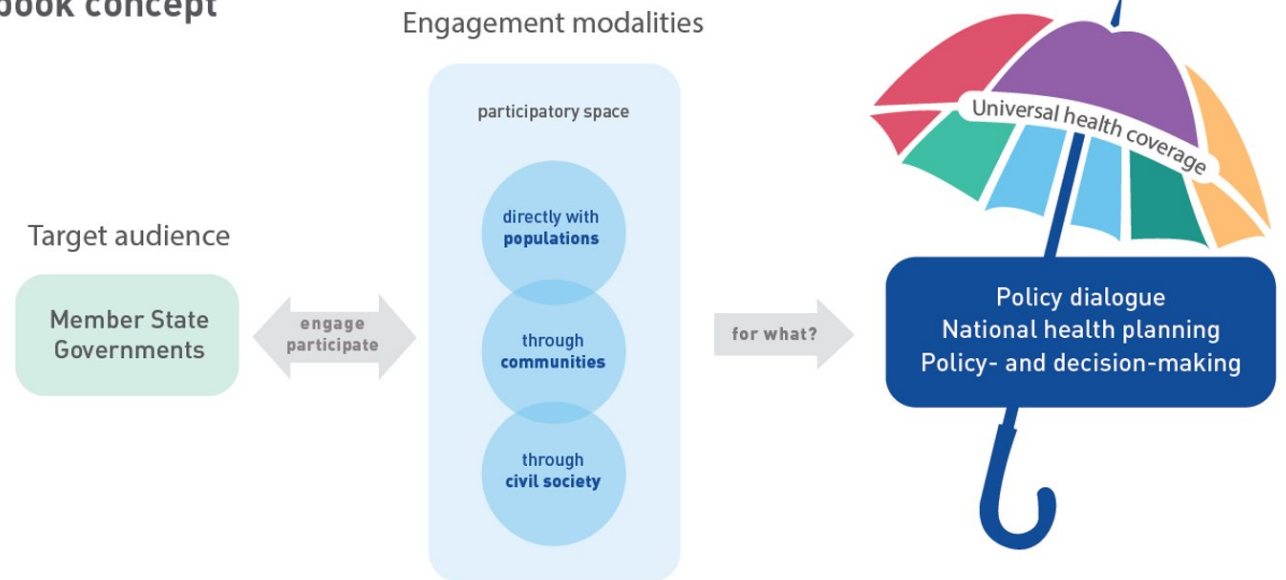 book concept
Engagement modalities
participatory space
directly with
populations
through
communities
through
civil society
Target audience
Member State
Governments
engage
participate
for what?
Universal health coverage
Policy dialogue
National health planning
Policy- and decision-making